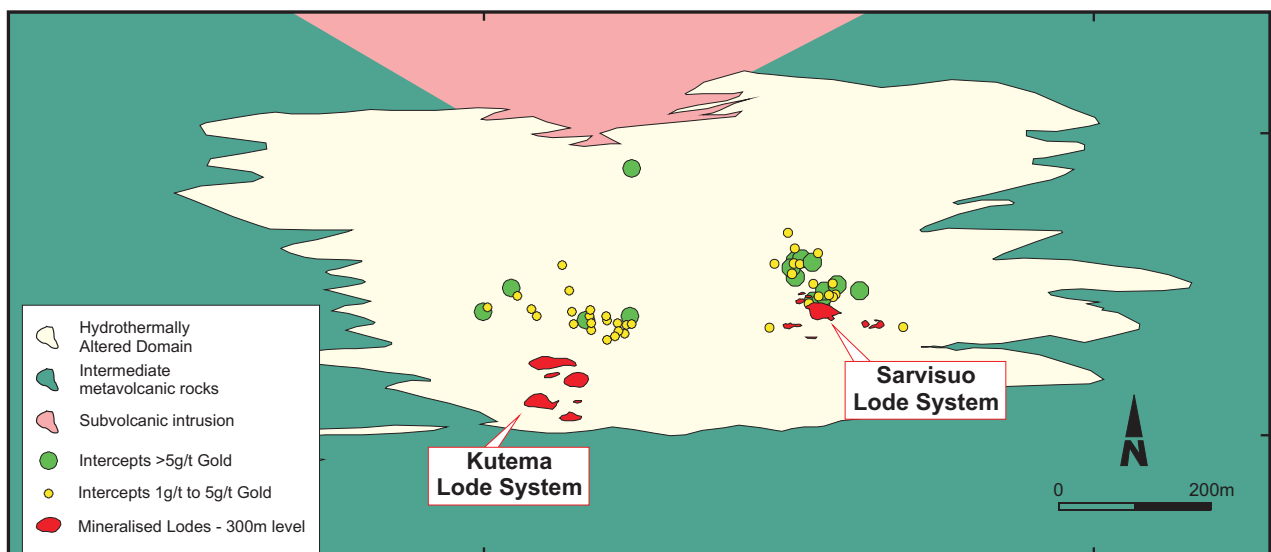 Hydrothermally
Altered Domain
Intermediate
metavolcanic rocks
Subvolcanic intrusion
Intercepts >5g/t Gold
Intercepts 1g/t to 5g/t Gold
Mineralised Lodes - 300m level
Kutema
Lode System
Sarvisuo
Lode System
N
0 200m